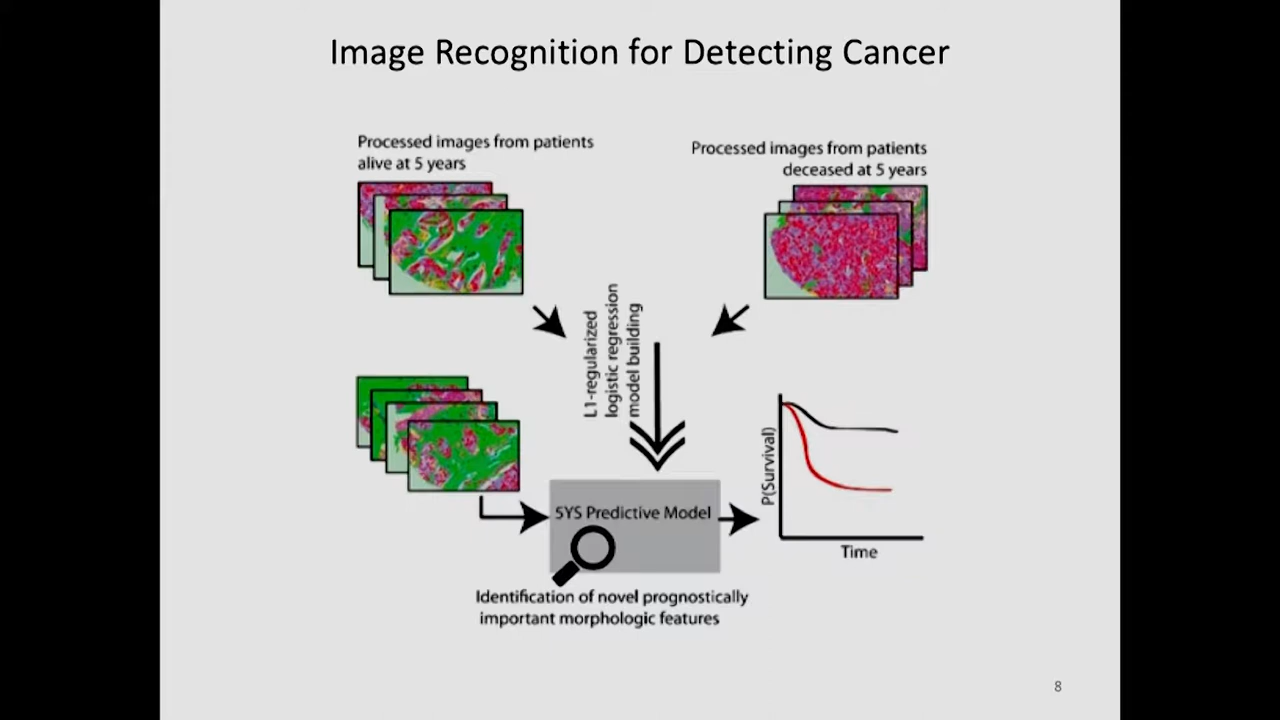 Image Recognition for Detecting Cancer
Processed images from patients
alive at 5 years
Processed images from patients
deceased at 5 years
L1-regularized
logistic regression
model building
5YS Predictive Model
P(Survival)
Time
Identification of novel prognostically
important morphologic features
8